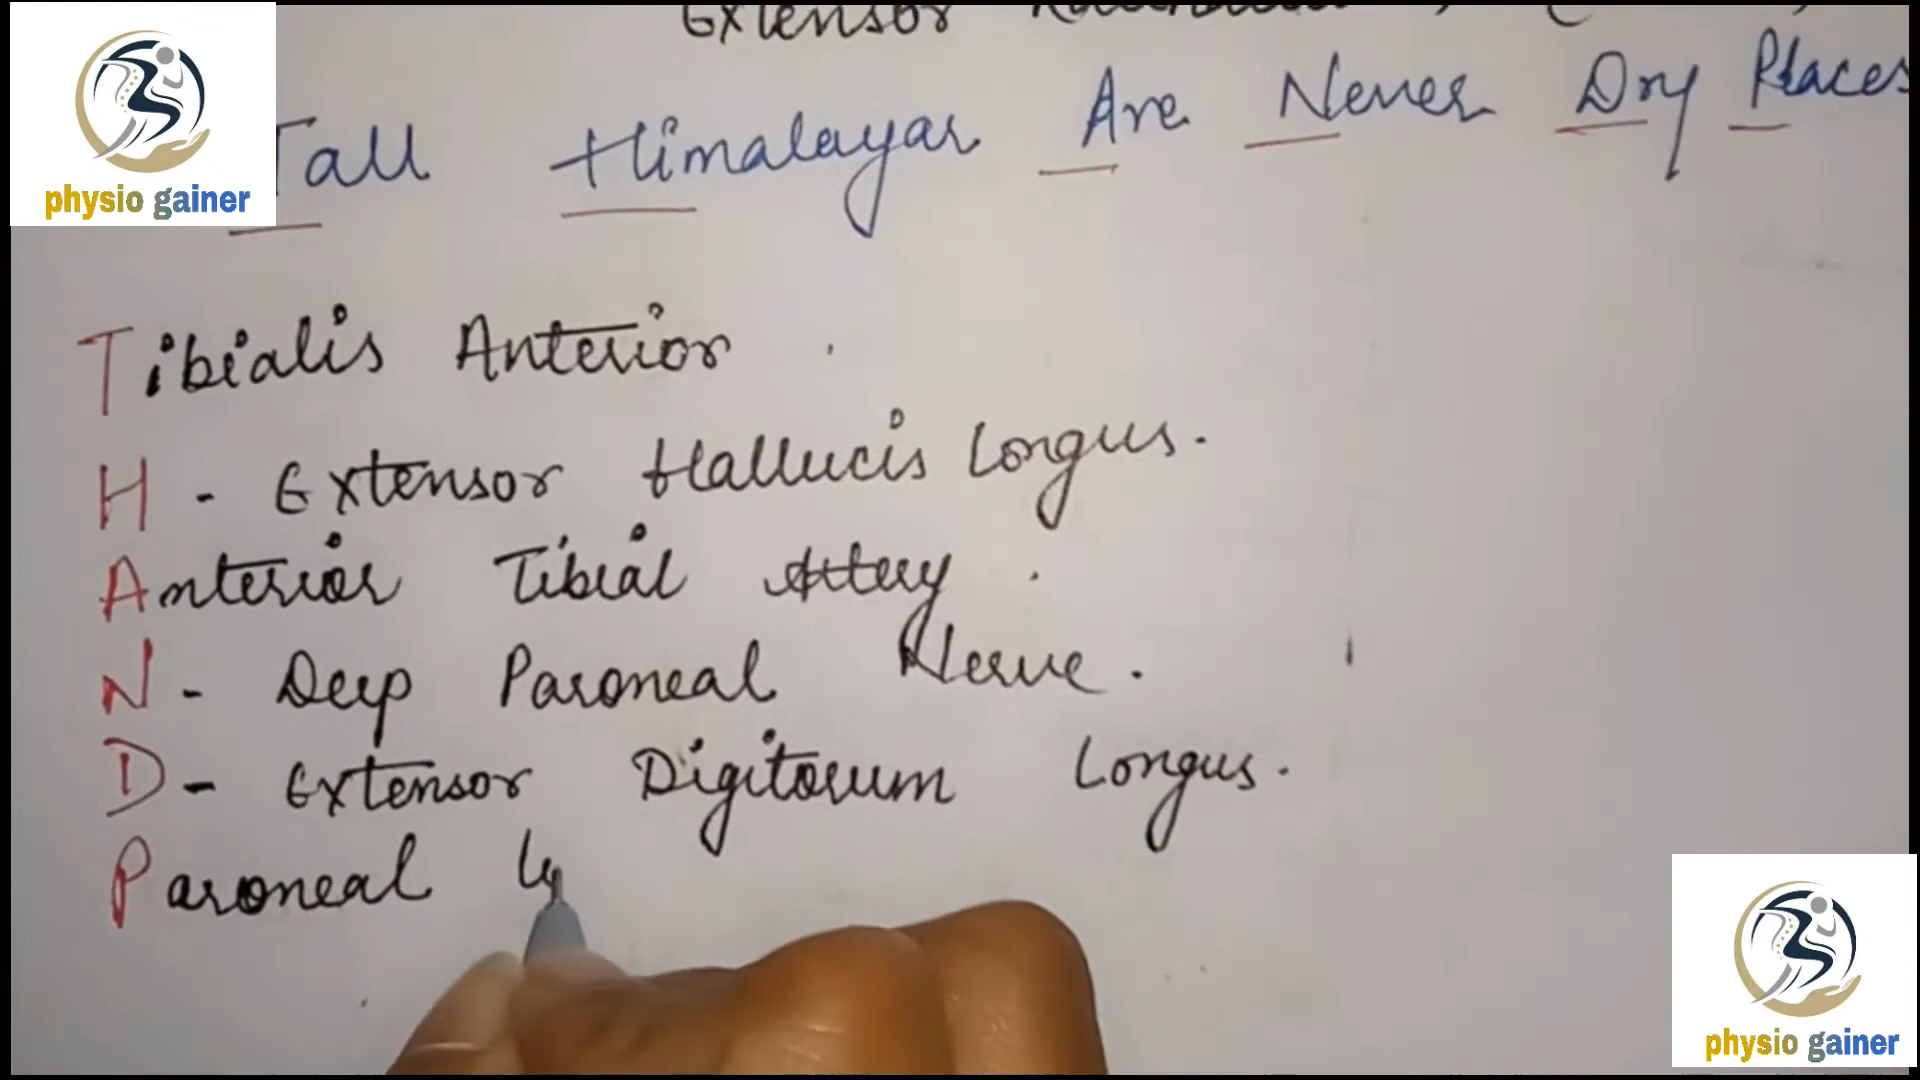 physio gainer
Extensor
Tall Himalayas Are Never Dry Places
Tibialis Anterior
H - Extensor Hallucis Longus.
Anterior Tibial Artery
N - Deep Paroneal Nerve.
D - Extensor Digitorum Longus.
Paroneal
physio gainer